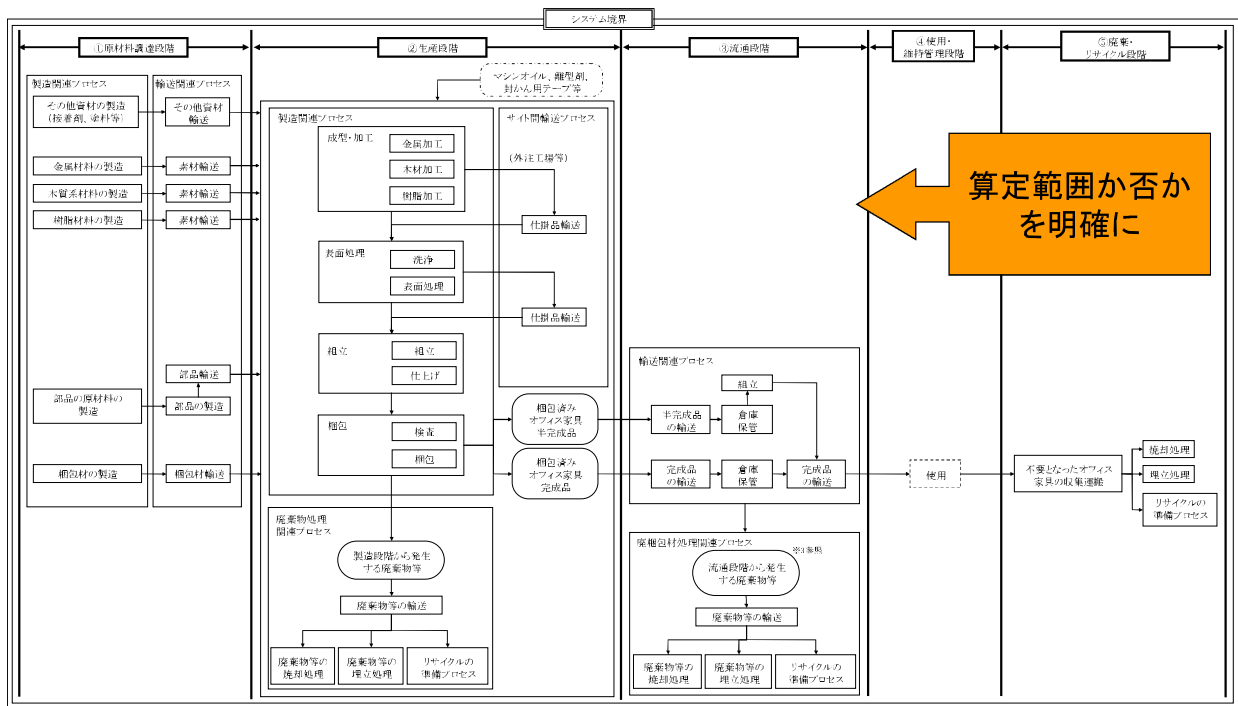 システム境界
①原材料調達段階
②生産段階
③流通段階
④使用・
維持管理段階
⑤廃棄・
リサイクル段階
製造関連プロセス
輸送関連プロセス
その他資材の製造
(接着剤、塗料等)
その他資材
輸送
金属材料の製造
素材輸送
木質系材料の製造
素材輸送
樹脂材料の製造
素材輸送
部品輸送
部品の原材料の
製造
部品の製造
梱包材の製造
梱包材輸送
マシンオイル、離型剤、
封かん用テープ等
製造関連プロセス
成型・加工
金属加工
木材加工
樹脂加工
表面処理
洗浄
表面処理
組立
組立
仕上げ
梱包
検査
梱包
サイト間輸送プロセス
(外注工場等)
仕掛品輸送
仕掛品輸送
梱包済み
オフィス家具
半完成品
梱包済み
オフィス家具
完成品
廃棄物処理
関連プロセス
製造段階から発生
する廃棄物等
廃棄物等の輸送
廃棄物等の
焼却処理
廃棄物等の
埋立処理
リサイクルの
準備プロセス
輸送関連プロセス
組立
半完成品
の輸送
倉庫
保管
完成品
の輸送
倉庫
保管
完成品
の輸送
廃梱包材処理関連プロセス
※3参照
流通段階から発生
する廃棄物等
廃棄物等の輸送
廃棄物等の
焼却処理
廃棄物等の
埋立処理
リサイクルの
準備プロセス
算定範囲か否か
を明確に
使用
不要となったオフィス
家具の収集運搬
焼却処理
埋立処理
リサイクルの
準備プロセス